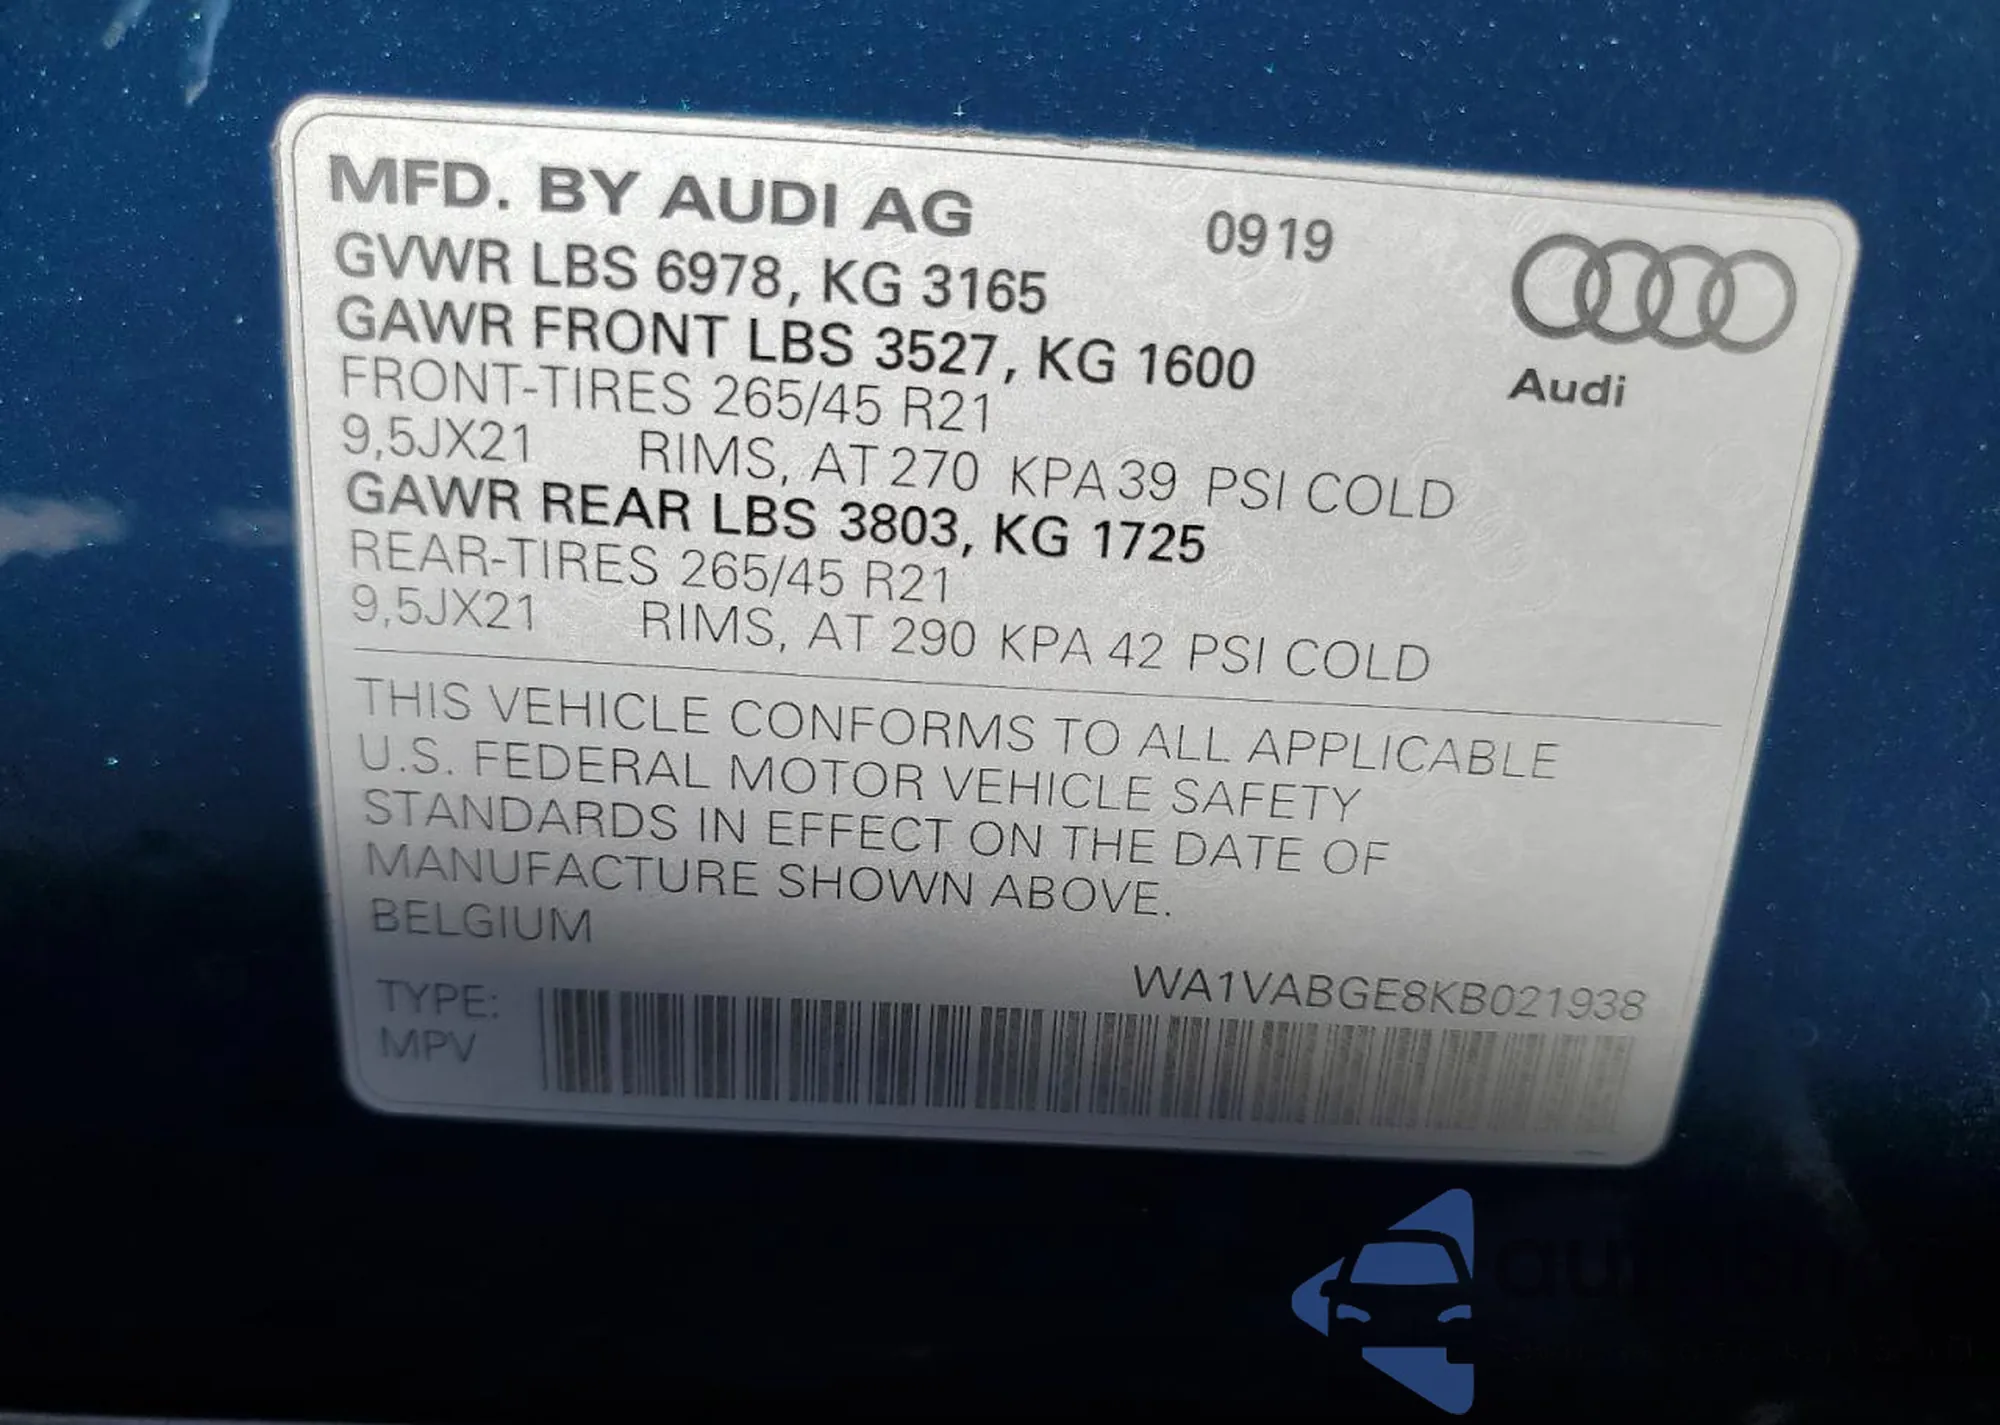 MFD. BY AUDI AG 0919
GVWR LBS 6978, KG 3165
GAWR FRONT LBS 3527, KG 1600
Audi
FRONT-TIRES 265/45 R21
9,5JX21 RIMS, AT 270 KPA 39 PSI COLD
GAWR REAR LBS 3803, KG 1725
REAR-TIRES 265/45 R21
9,5JX21 RIMS, AT 290 KPA 42 PSI COLD
THIS VEHICLE CONFORMS TO ALL APPLICABLE
U.S. FEDERAL MOTOR VEHICLE SAFETY
STANDARDS IN EFFECT ON THE DATE OF
MANUFACTURE SHOWN ABOVE.
BELGIUM
WA1VABGE8KB021938
TYPE:
MPV